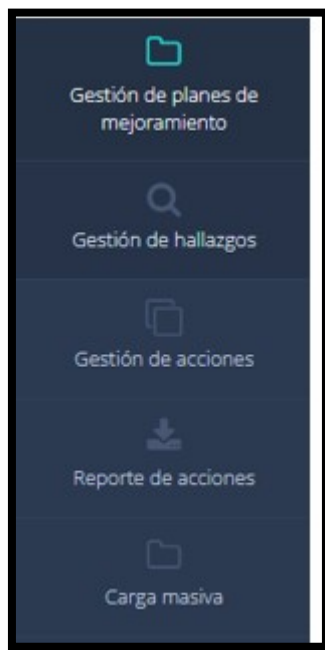 Gestión de planes de
mejoramiento
Gestión de hallazgos
Gestión de acciones
Reporte de acciones
Carga masiva